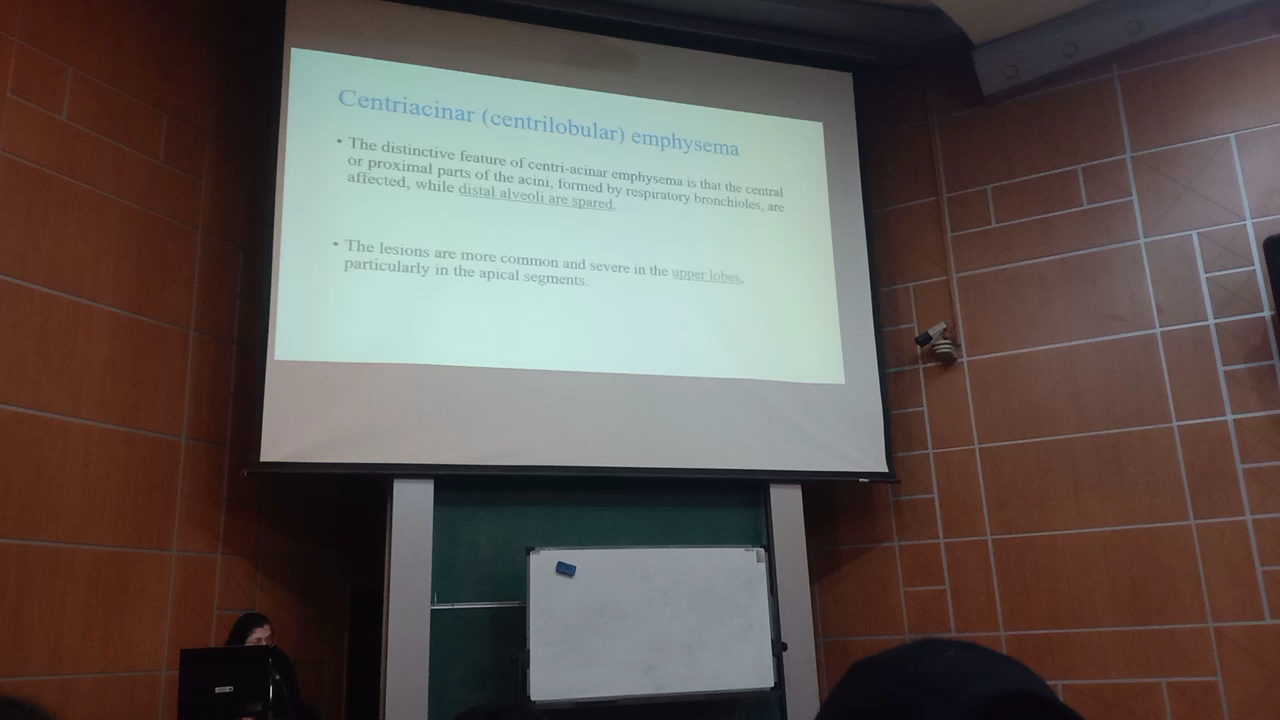 Centriacinar (centrilobular) emphysema
• The distinctive feature of centri-acinar emphysema is that the central
or proximal parts of the acini, formed by respiratory bronchioles, are
affected, while distal alveoli are spared.
• The lesions are more common and severe in the upper lobes,
particularly in the apical segments.